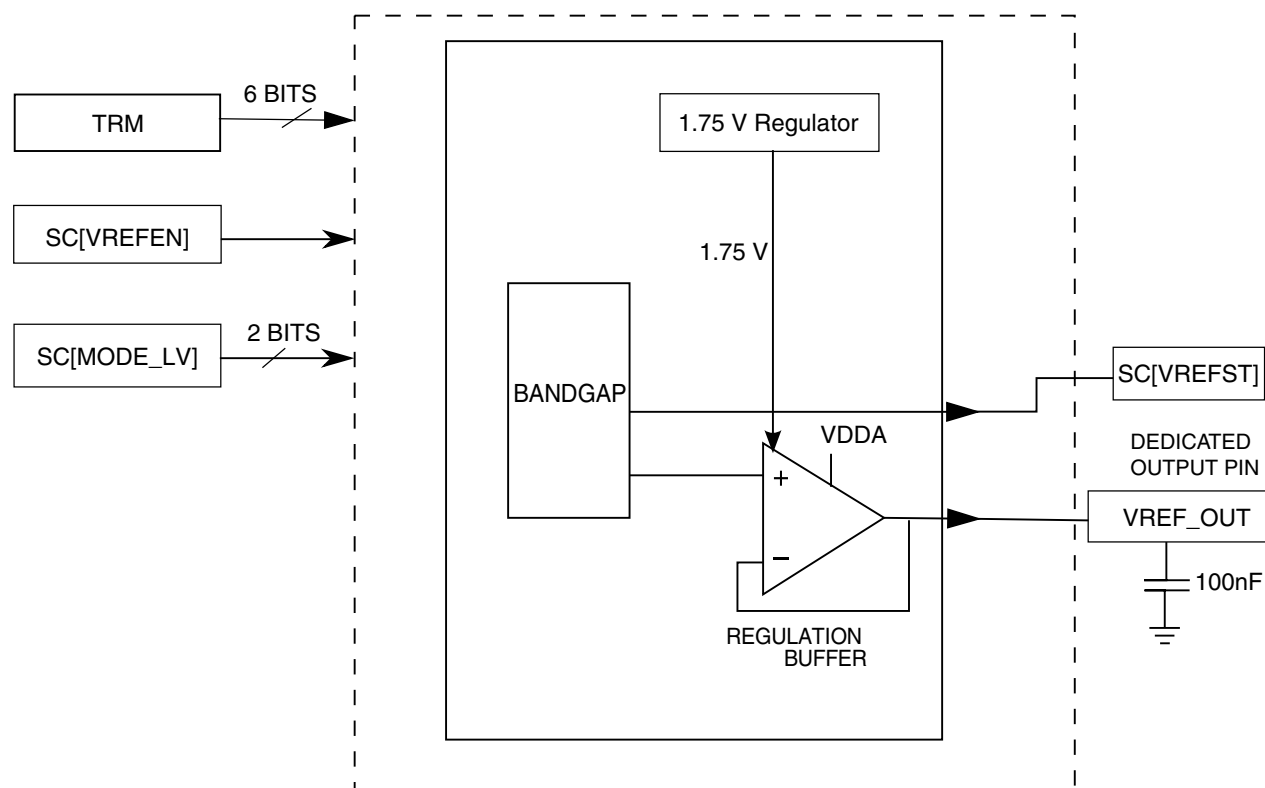 6 BITS
TRM
1.75 V Regulator
SC[VREFEN]
1.75 V
2 BITS
SC[MODE_LV]
SC[VREFST]
BANDGAP
VDDA
DEDICATED
OUTPUT PIN
+
VREF_OUT
−
100nF
REGULATION
BUFFER